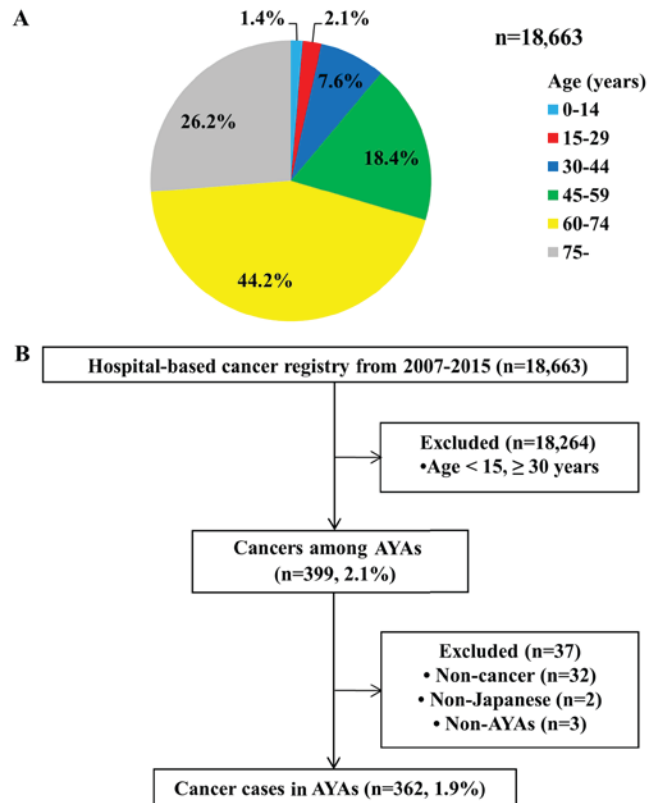 A
1.4%
2.1%
n=18,663
7.6%
26.2%
18.4%
44.2%
Age (years)
0-14
15-29
30-44
45-59
60-74
75-
B
Hospital-based cancer registry from 2007-2015 (n=18,663)
Excluded (n=18,264)
•Age < 15, ≥ 30 years
Cancers among AYAs
(n=399, 2.1%)
Excluded (n=37)
• Non-cancer (n=32)
• Non-Japanese (n=2)
• Non-AYAs (n=3)
Cancer cases in AYAs (n=362, 1.9%)